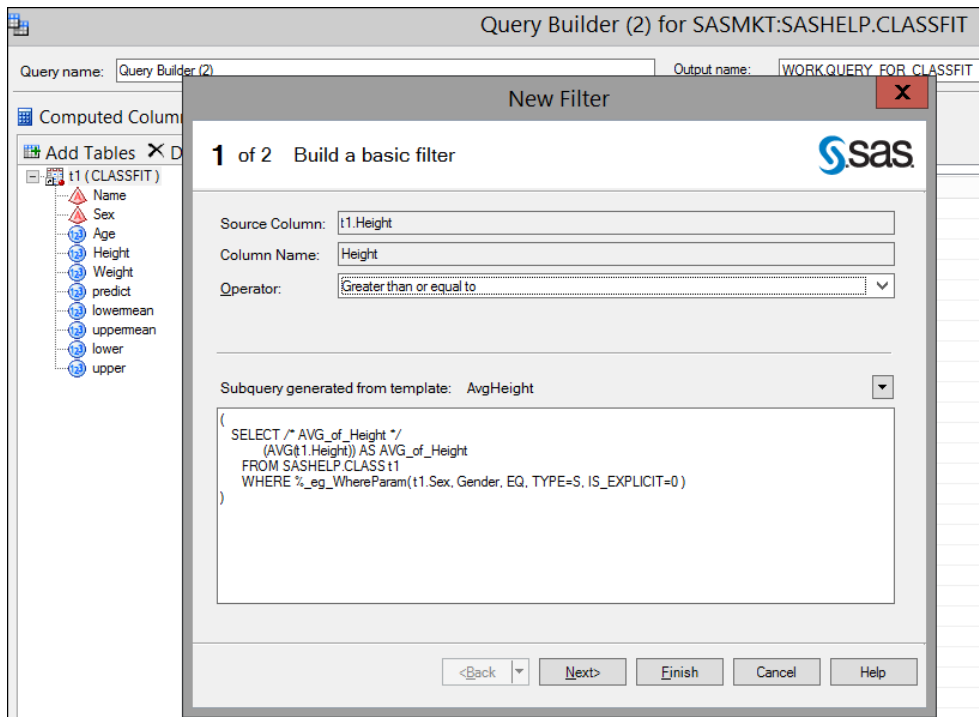 Query Builder (2) for SASMKT:SASHELP.CLASSFIT
Query name: Query Builder (2) Output name: WORK.QUERY_FOR_CLASSFIT
Computed Colum
Add Tables D
t1 (CLASSFIT)
Name
Sex
Age
Height
Weight
predict
lowermean
uppermean
lower
upper
New Filter
X
1 of 2 Build a basic filter
sas
Source Column: t1.Height
Column Name: Height
Operator: Greater than or equal to
Subquery generated from template: AvgHeight
(
SELECT /* AVG_of_Height */
(AVG(t1.Height)) AS AVG_of_Height
FROM SASHELP.CLASS t1
WHERE %_eg_WhereParam( t1.Sex, Gender, EQ, TYPE=S, IS_EXPLICIT=0 )
)
<Back Next> Finish Cancel Help